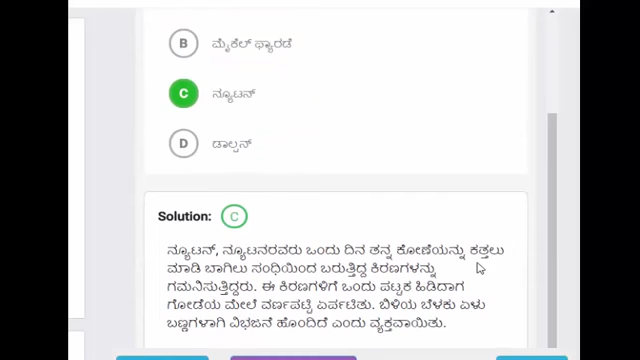 B ಮೈಕೆಲ್ ಫ್ಯಾರಡೆ
C ನ್ಯೂಟನ್
D ಡಾಲ್ಟನ್
Solution: C
ನ್ಯೂಟನ್, ನ್ಯೂಟನರವರು ಒಂದು ದಿನ ತನ್ನ ಕೋಣೆಯನ್ನು ಕತ್ತಲು
ಮಾಡಿ ಬಾಗಿಲು ಸಂಧಿಯಿಂದ ಬರುತ್ತಿದ್ದ ಕಿರಣಗಳನ್ನು
ಗಮನಿಸುತ್ತಿದ್ದರು. ಈ ಕಿರಣಗಳಿಗೆ ಒಂದು ಪಟ್ಟಕ ಹಿಡಿದಾಗ
ಗೋಡೆಯ ಮೇಲೆ ವರ್ಣಪಟ್ಟಿ ಏರ್ಪಟಿತು. ಬಿಳಿಯ ಬೆಳಕು ಏಳು
ಬಣ್ಣಗಳಾಗಿ ವಿಭಜನೆ ಹೊಂದಿದೆ ಎಂದು ವ್ಯಕ್ತವಾಯಿತು.